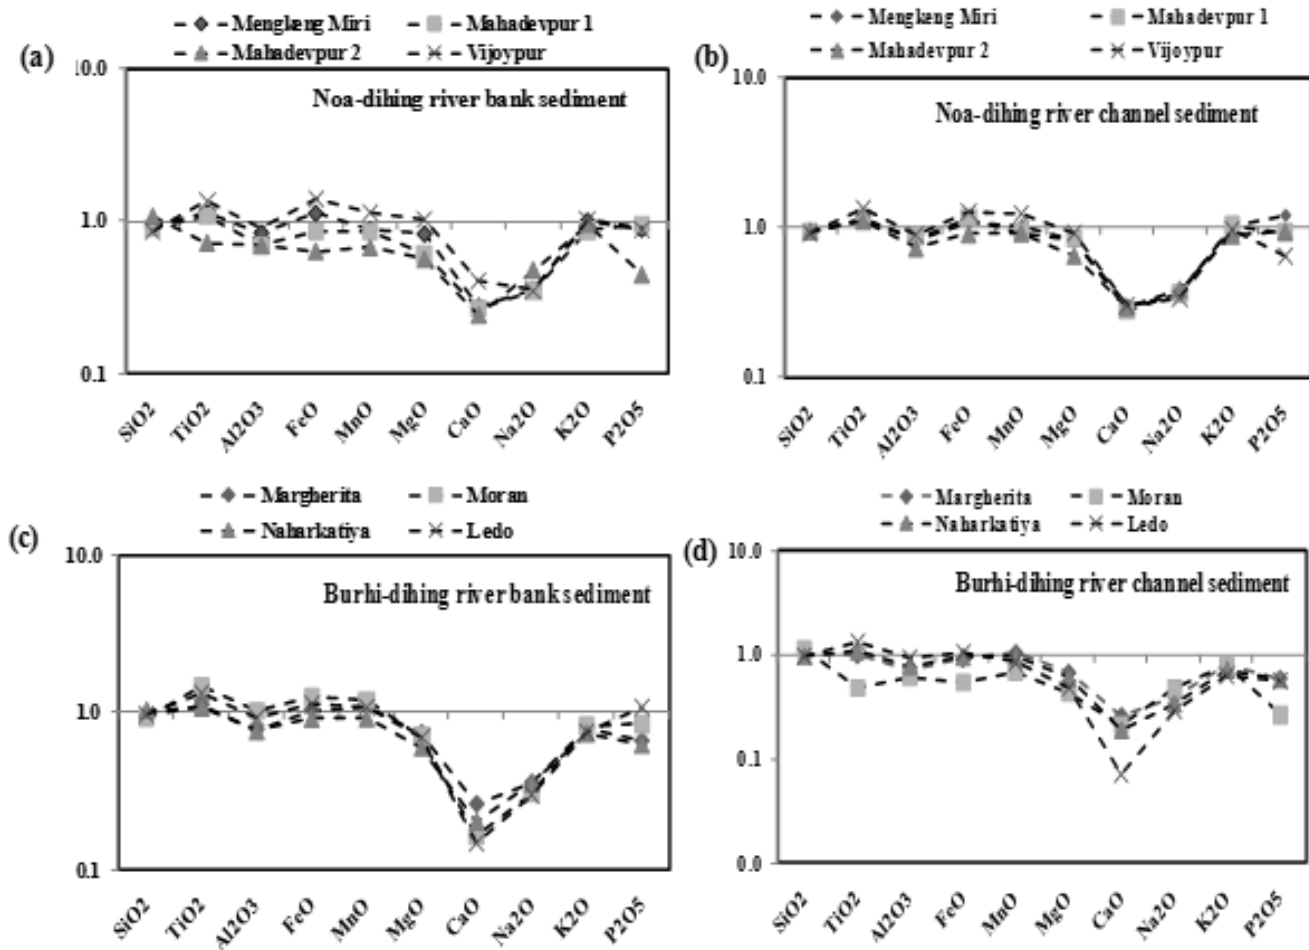 (a)
Mengkeng Miri Mahadevpur 1
Mahadevpur 2 Vijoypur
10.0
Noa-dihing river bank sediment
1.0
0.1
SiO2 TiO2 Al2O3 FeO MnO MgO CaO Na2O K2O P2O5
(b)
Mengkeng Miri Mahadevpur 1
Mahadevpur 2 Vijoypur
10.0
Noa-dihing river channel sediment
1.0
0.1
SiO2 TiO2 Al2O3 FeO MnO MgO CaO Na2O K2O P2O5
(c)
Margherita Moran
Naharkatiya Ledo
10.0
Burhi-dihing river bank sediment
1.0
0.1
SiO2 TiO2 Al2O3 FeO MnO MgO CaO Na2O K2O P2O5
(d)
Margherita Moran
Naharkatiya Ledo
10.0
Burhi-dihing river channel sediment
1.0
0.1
0.0
SiO2 TiO2 Al2O3 FeO MnO MgO CaO Na2O K2O P2O5